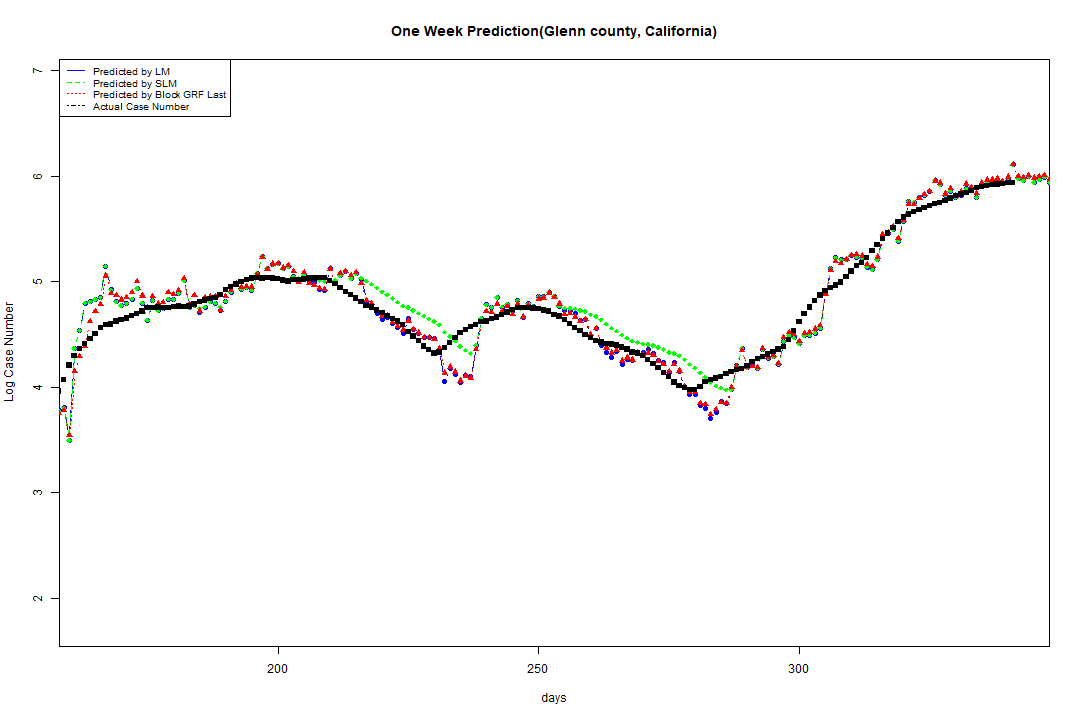 One Week Prediction(Glenn county, California)
Predicted by LM
Predicted by SLM
Predicted by Block GRF Last
Actual Case Number
7
6
5
4
3
2
Log Case Number
200
250
300
days